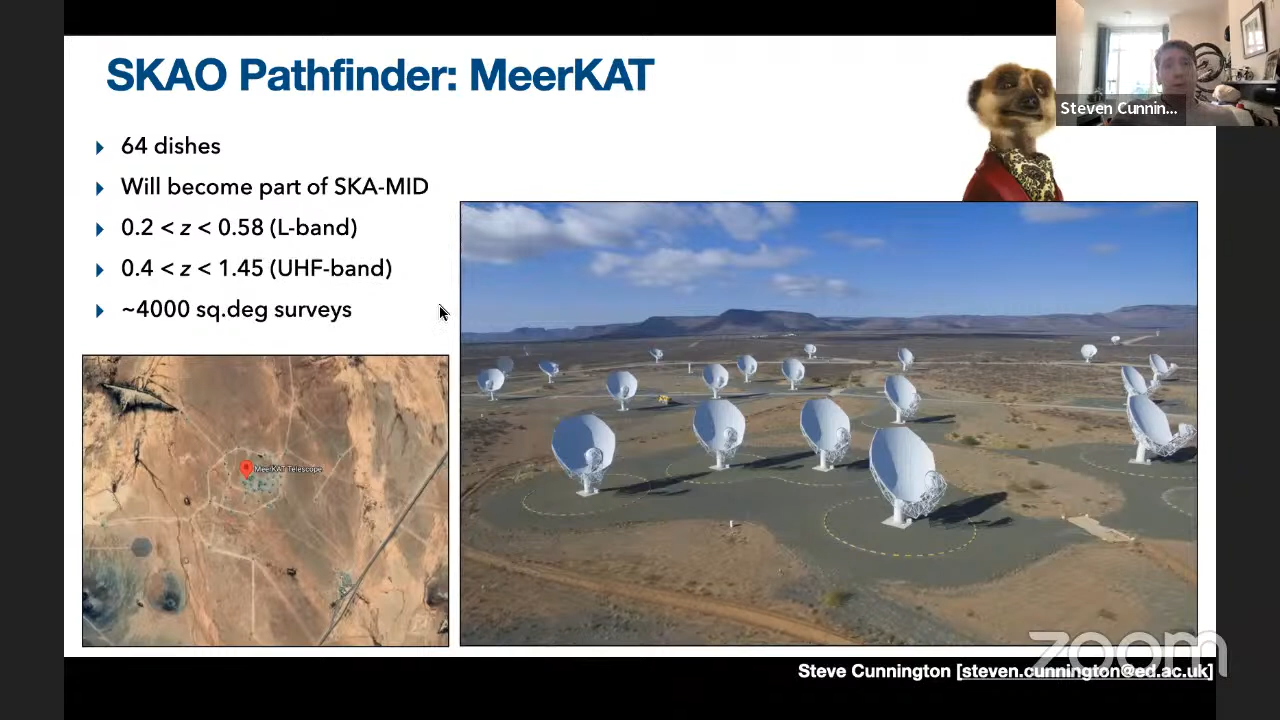 SKAO Pathfinder: MeerKAT
Steven Cunnin...
64 dishes
Will become part of SKA-MID
0.2 < z < 0.58 (L-band)
0.4 < z < 1.45 (UHF-band)
~4000 sq.deg surveys
MeerKAT Telescope
zoom
Steve Cunnington [steven.cunnington@ed.ac.uk]